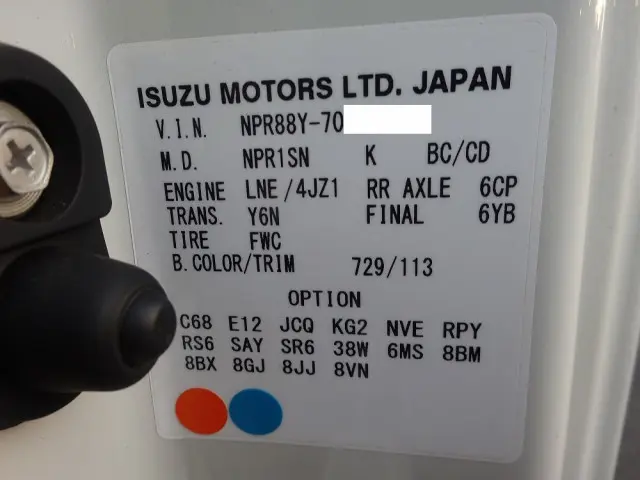 ISUZU MOTORS LTD. JAPAN
V.I.N. NPR88Y-70
M.D. NPR1SN K BC/CD
ENGINE LNE/4JZ1 RR AXLE 6CP
TRANS. Y6N FINAL 6YB
TIRE FWC
B.COLOR/TRIM 729/113
OPTION
C68 E12 JCQ KG2 NVE RPY
RS6 SAY SR6 38W 6MS 8BM
8BX 8GJ 8JJ 8VN